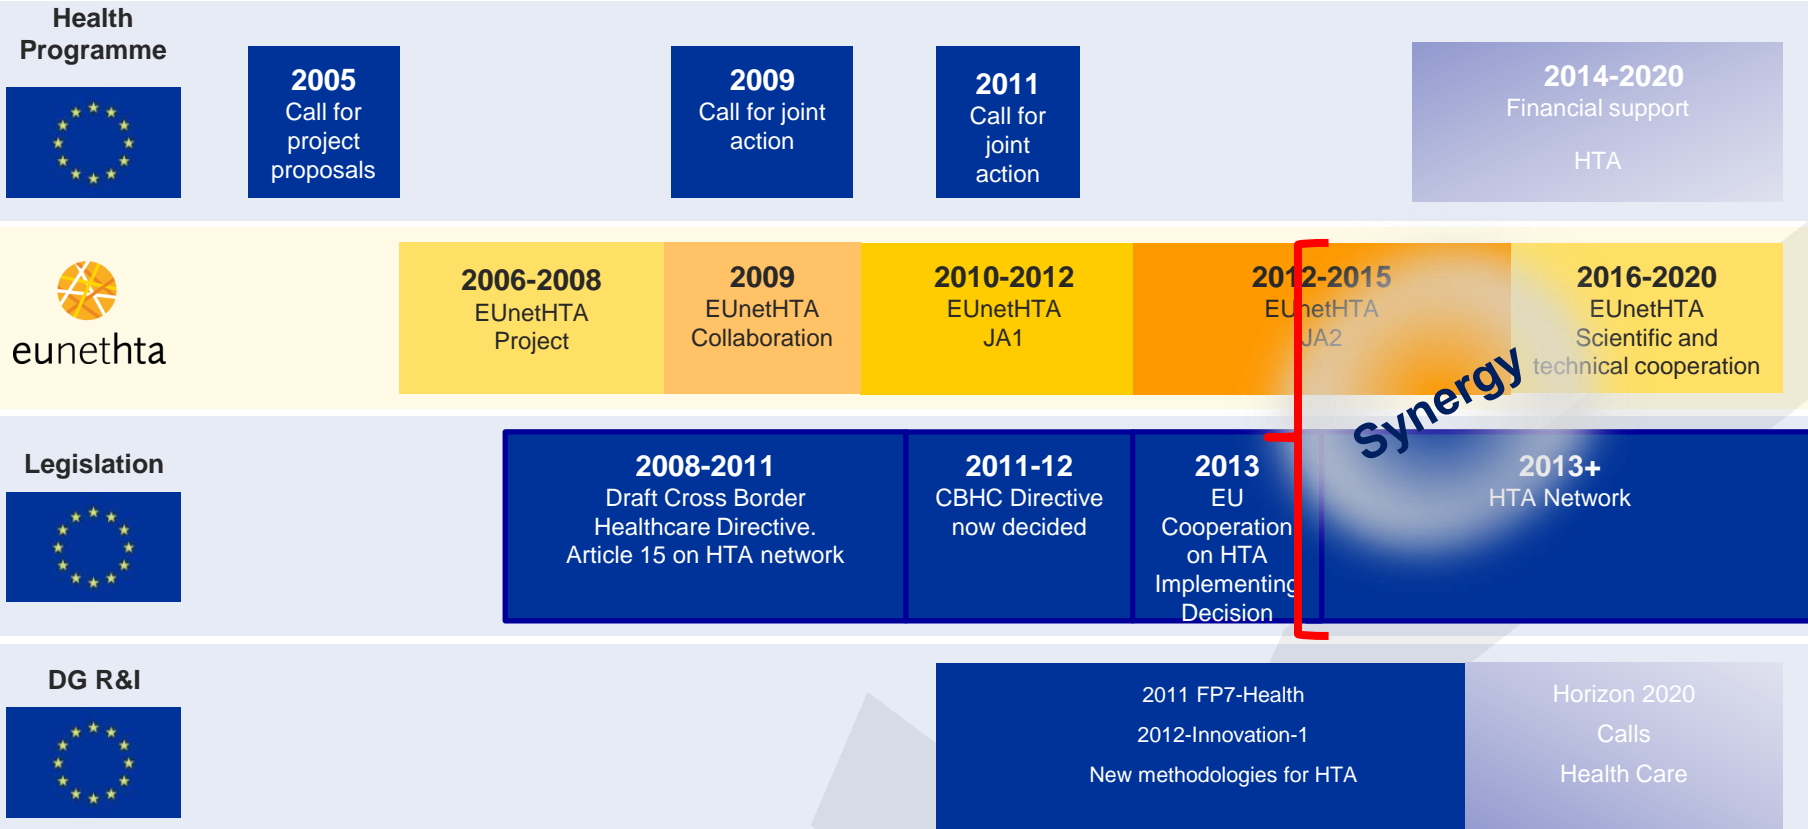 Health
Programme
2005
Call for
project
proposals
2009
Call for joint
action
2011
Call for
joint
action
2014-2020
Financial support
HTA
eunethta
2006-2008
EUnetHTA
Project
2009
EUnetHTA
Collaboration
2010-2012
EUnetHTA
JA1
2012-2015
EUnetHTA
JA2
2016-2020
EUnetHTA
Scientific and
technical cooperation
Synergy
Legislation
2008-2011
Draft Cross Border
Healthcare Directive.
Article 15 on HTA network
2011-12
CBHC Directive
now decided
2013
EU
Cooperation
on HTA
Implementing
Decision
2013+
HTA Network
DG R&I
2011 FP7-Health
2012-Innovation-1
New methodologies for HTA
Horizon 2020
Calls
Health Care